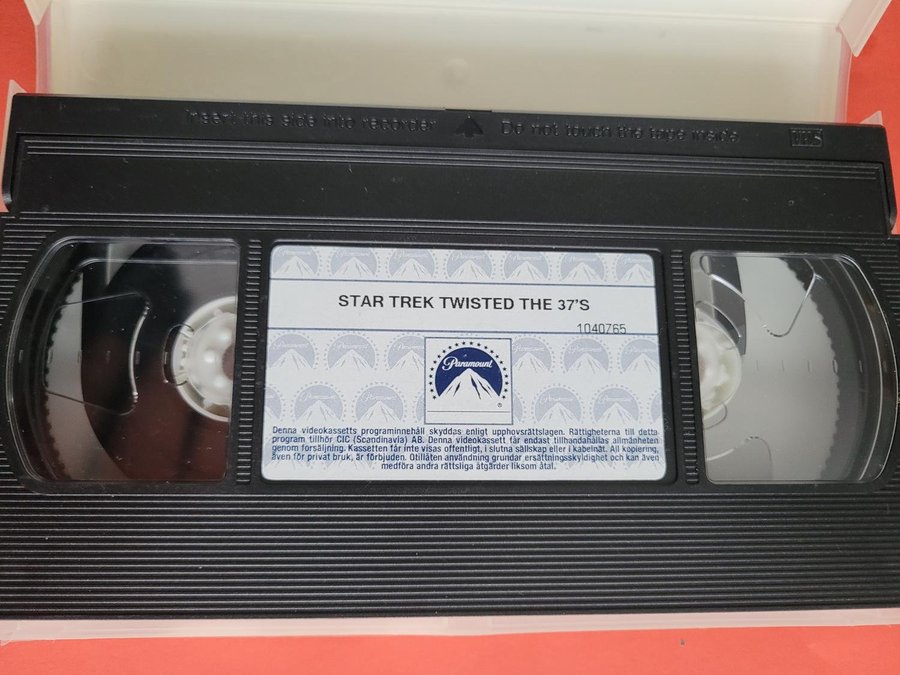 Insert this side into recorder Do not touch the tape inside VHS
STAR TREK TWISTED THE 37'S
1040765
Paramount
®
Denna videokassetts programinnehåll skyddas enligt upphovsrättslagen. Rättigheterna till detta
program tillhör CIC (Scandinavia) AB. Denna videokassett får endast tillhandahållas allmänheten
genom försäljning. Kassetten får inte visas offentligt, i slutna sällskap eller i kabelnät. All kopiering,
även för privat bruk, är förbjuden. Otillåten användning grundar ersättningsskyldighet och kan även
medföra andra rättsliga åtgärder liksom åtal.